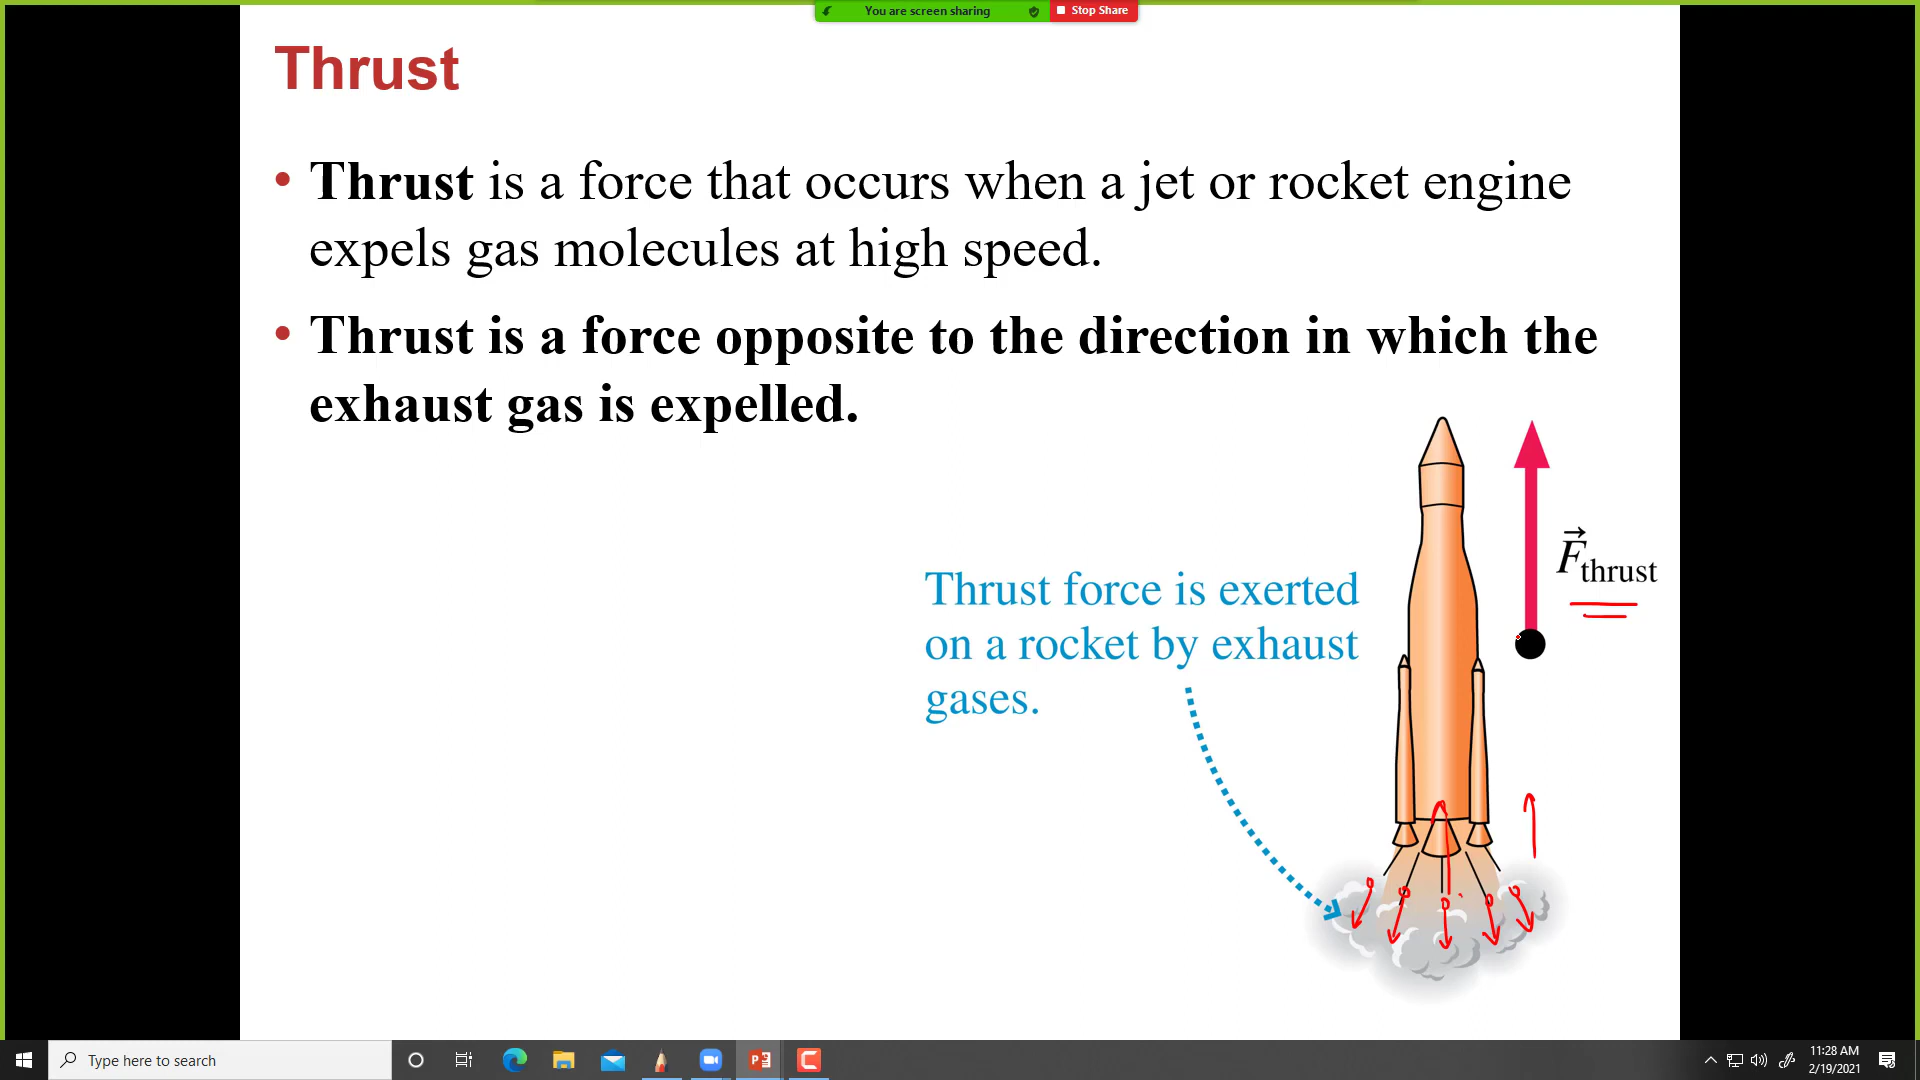 You are screen sharing
Stop Share
Thrust
• Thrust is a force that occurs when a jet or rocket engine
expels gas molecules at high speed.
• Thrust is a force opposite to the direction in which the
exhaust gas is expelled.
Thrust force is exerted
on a rocket by exhaust
gases.
F⃗thrust
Type here to search
11:28 AM
2/19/2021